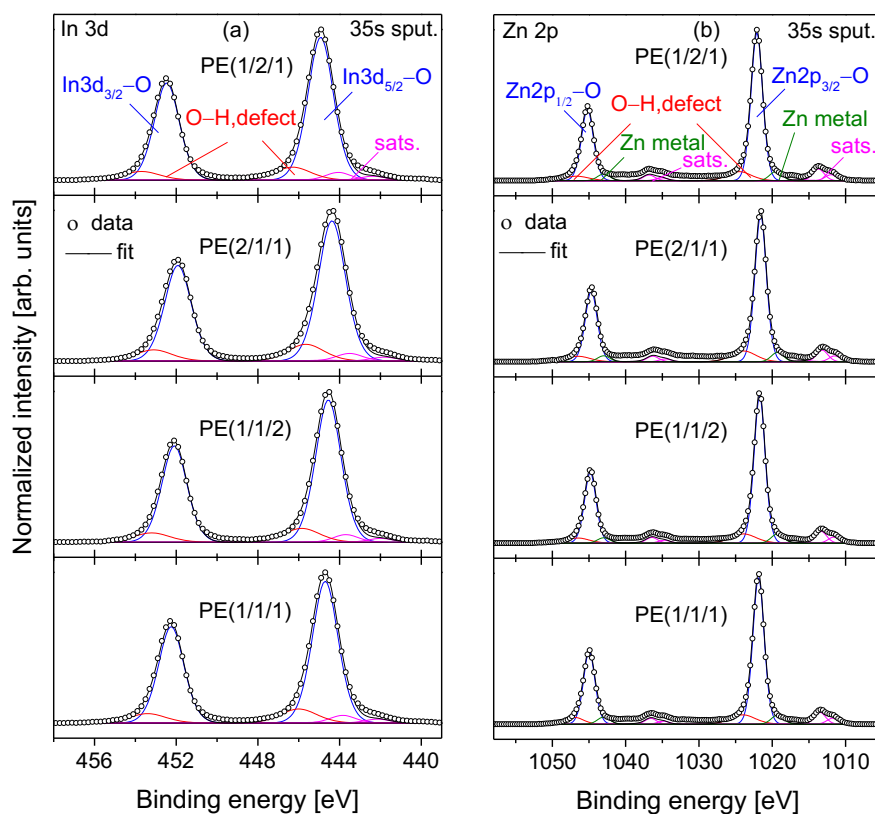 In 3d (a) 35s sput.
PE(1/2/1)
In3d3/2–O
In3d5/2–O
O–H,defect
sats.
o data
— fit
PE(2/1/1)
PE(1/1/2)
PE(1/1/1)
456 452 448 444 440
Binding energy [eV]
Normalized intensity [arb. units]
Zn 2p (b) 35s sput.
PE(1/2/1)
Zn2p1/2–O
Zn2p3/2–O
O–H,defect
Zn metal
Zn metal
sats.
sats.
o data
— fit
PE(2/1/1)
PE(1/1/2)
PE(1/1/1)
1050 1040 1030 1020 1010
Binding energy [eV]